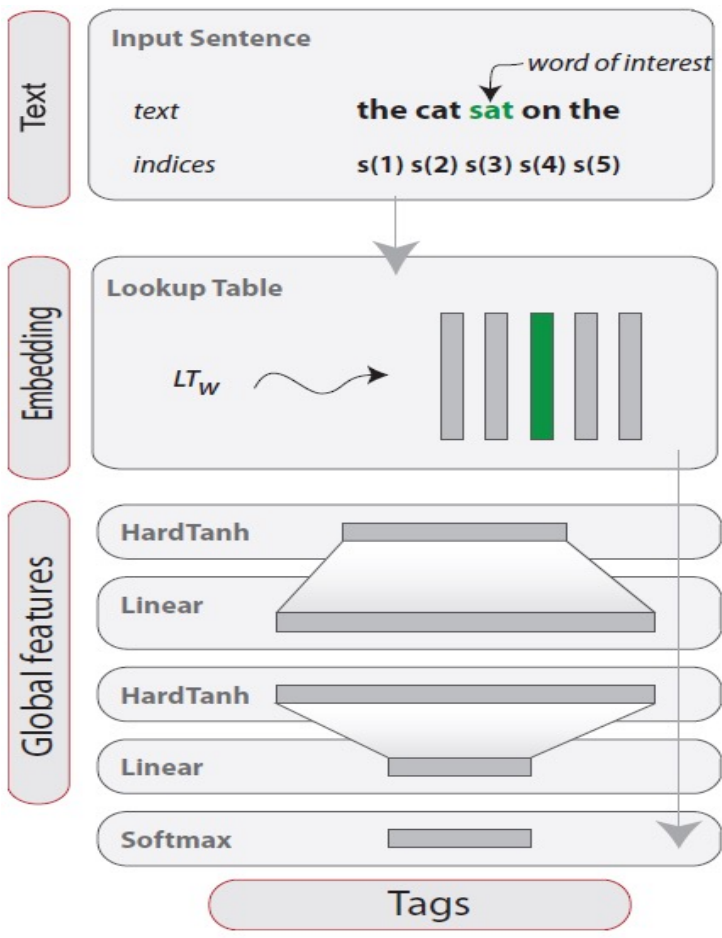 Text
Input Sentence
word of interest
text the cat sat on the
indices s(1) s(2) s(3) s(4) s(5)
Embedding
Lookup Table
LTW
Global features
HardTanh
Linear
HardTanh
Linear
Softmax
Tags